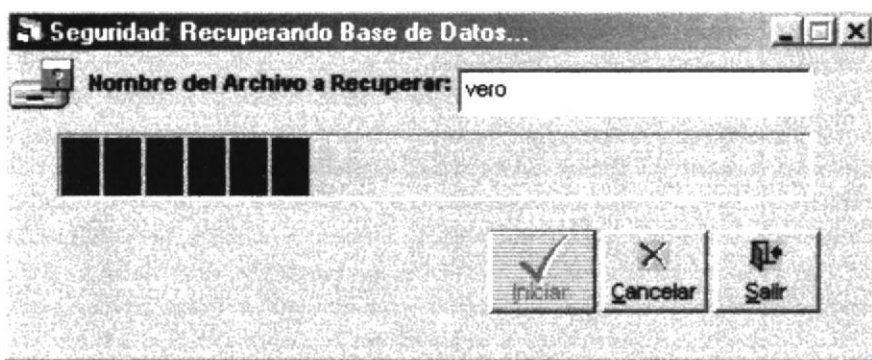 Seguridad: Recuperando Base de Datos...
Nombre del Archivo a Recuperar: vero
Iniciar Cancelar Salir